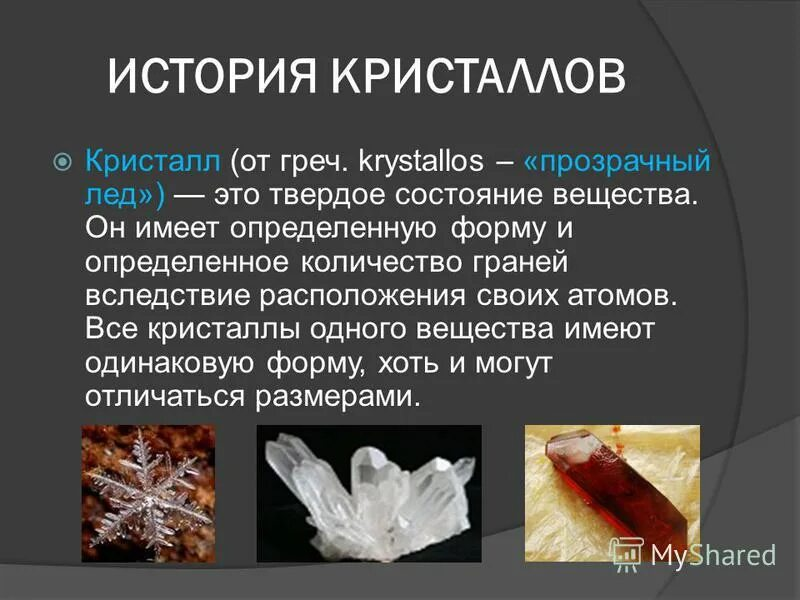 ИСТОРИЯ КРИСТАЛЛОВ
Кристалл (от греч. krystallos – «прозрачный
лед») — это твердое состояние вещества.
Он имеет определенную форму и
определенное количество граней
вследствие расположения своих атомов.
Все кристаллы одного вещества имеют
одинаковую форму, хоть и могут
отличаться размерами.
MyShared